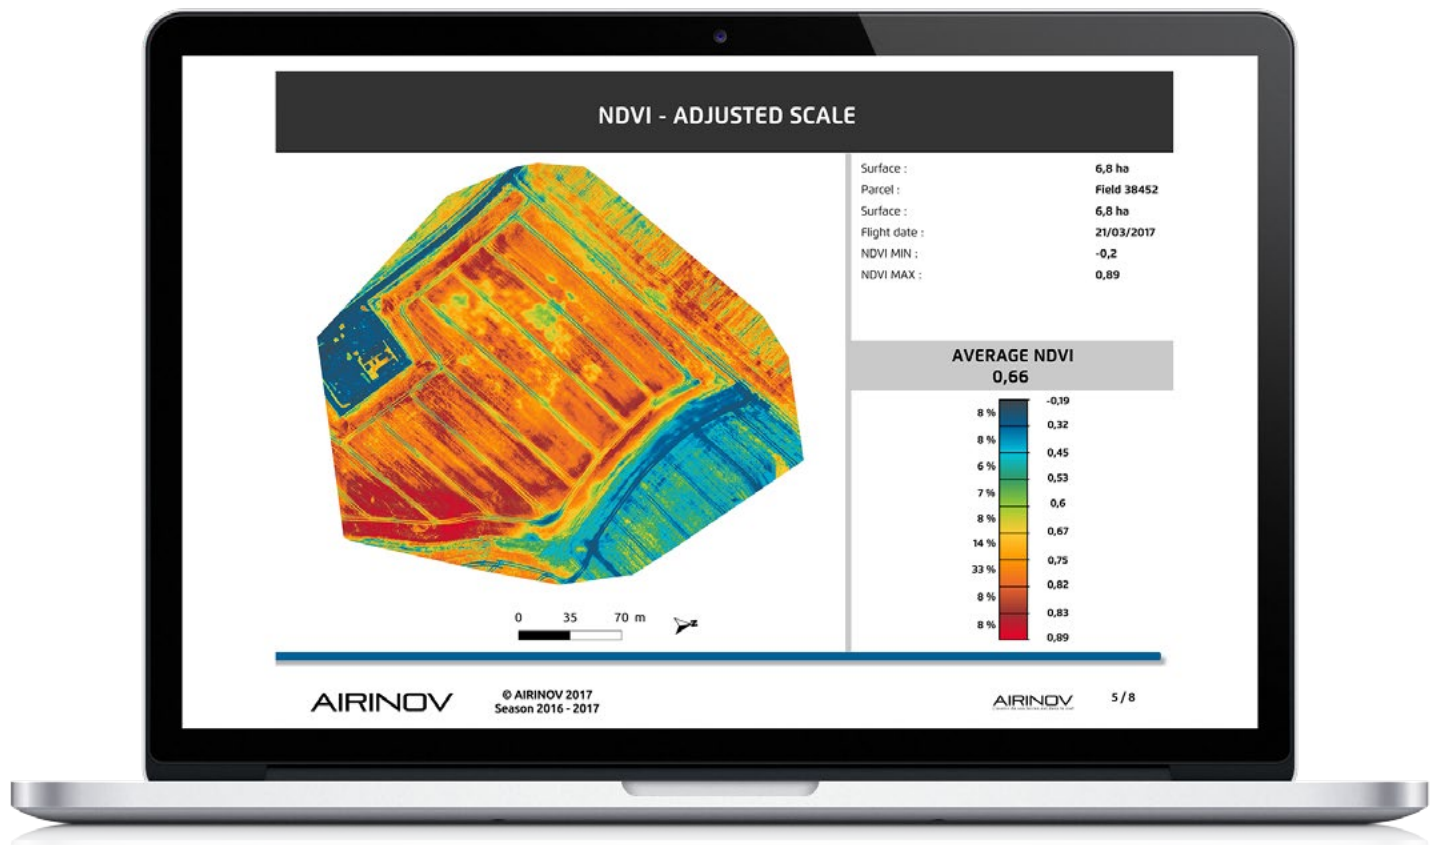 NDVI - ADJUSTED SCALE
Surface : 6,8 ha
Parcel : Field 38452
Surface : 6,8 ha
Flight date : 21/03/2017
NDVI MIN : -0,2
NDVI MAX : 0,89
AVERAGE NDVI
0,66
-0,19
8 %
0,32
8 %
0,45
6 %
0,53
7 %
0,6
8 %
0,67
14 %
0,75
33 %
0,82
8 %
0,83
8 %
0,89
0 35 70 m
Z
AIRINOV
© AIRINOV 2017
Season 2016 - 2017
AIRINOV
5 / 8